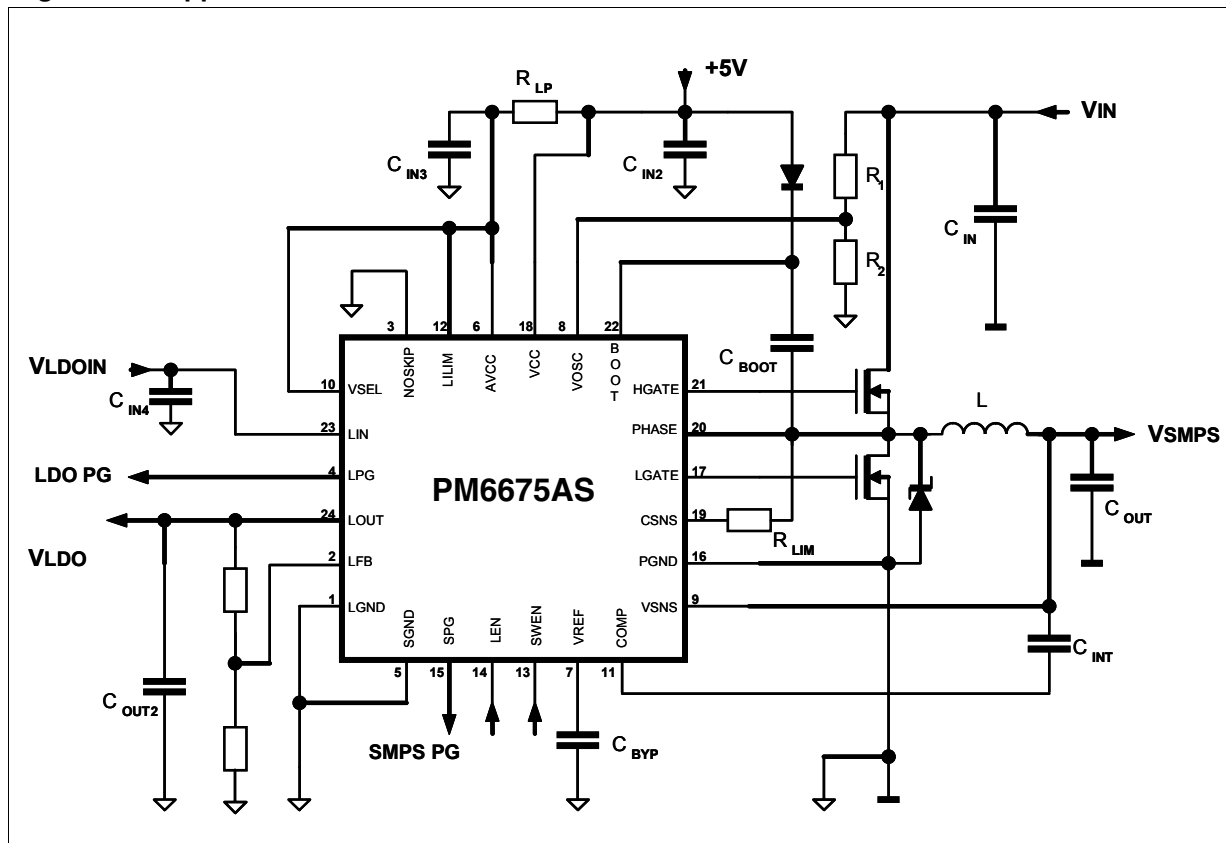 +5V
R LP
VIN
C IN3
C IN2
R 1
C IN
R 2
3 12 6 18 8 22
NOSKIP LILIM AVCC VCC VOSC BOOT
C BOOT
VLDOIN
10 VSEL
HGATE 21
C IN4
L
23 LIN
PHASE 20
VSMPS
LDO PG
4 LPG
PM6675AS
LGATE 17
24 LOUT
CSNS 19
C OUT
VLDO
R LIM
2 LFB
PGND 16
1 LGND
VSNS 9
SGND SPG LEN SWEN VREF COMP
C INT
5 15 14 13 7 11
C OUT2
SMPS PG
C BYP